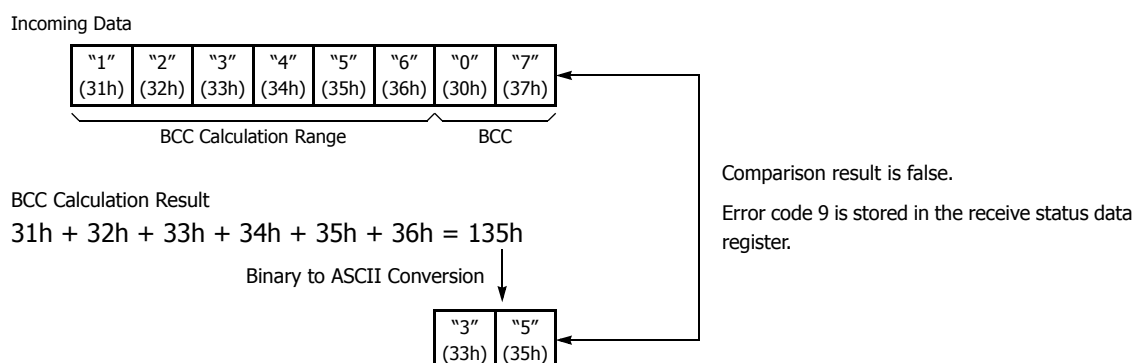 Incoming Data
“1” “2” “3” “4” “5” “6” “0” “7”
(31h) (32h) (33h) (34h) (35h) (36h) (30h) (37h)
BCC Calculation Range BCC
Comparison result is false.
Error code 9 is stored in the receive status data
register.
BCC Calculation Result
31h + 32h + 33h + 34h + 35h + 36h = 135h
Binary to ASCII Conversion
“3” “5”
(33h) (35h)